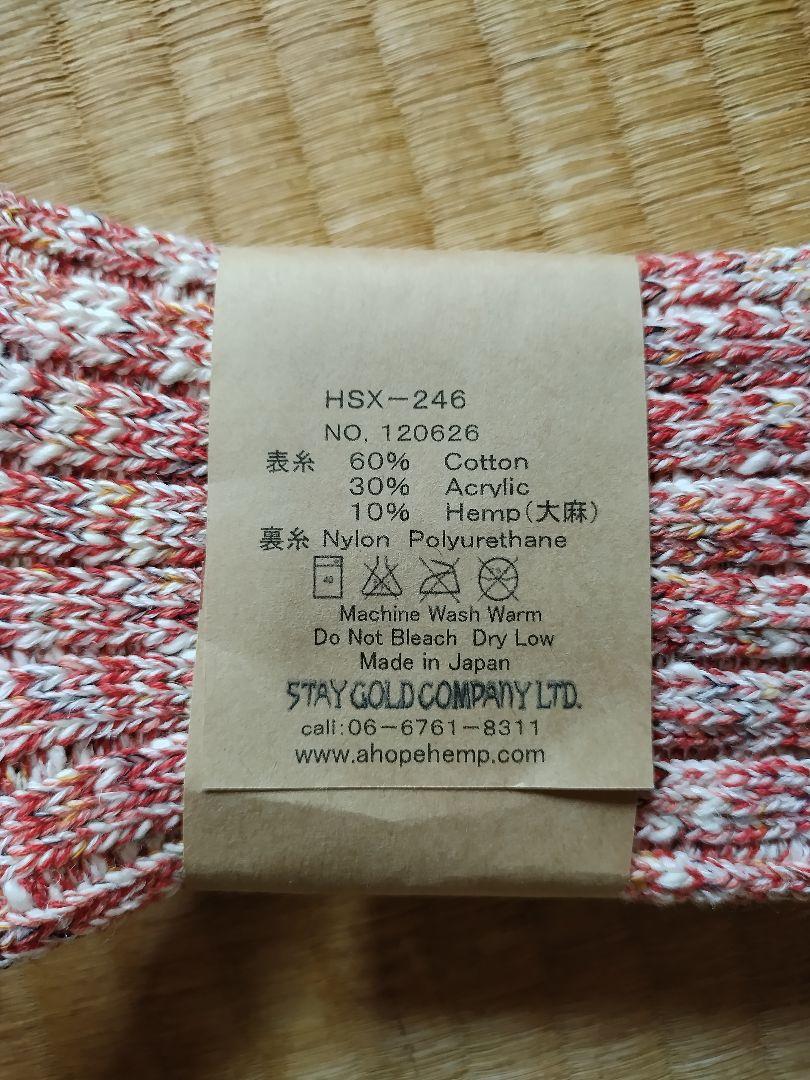 HSX-246
NO. 120626
表糸 60% Cotton
30% Acrylic
10% Hemp(大麻)
裏糸 Nylon Polyurethane
40
Machine Wash Warm
Do Not Bleach Dry Low
Made in Japan
STAY GOLD COMPANY LTD.
call:06-6761-8311
www.ahopehemp.com